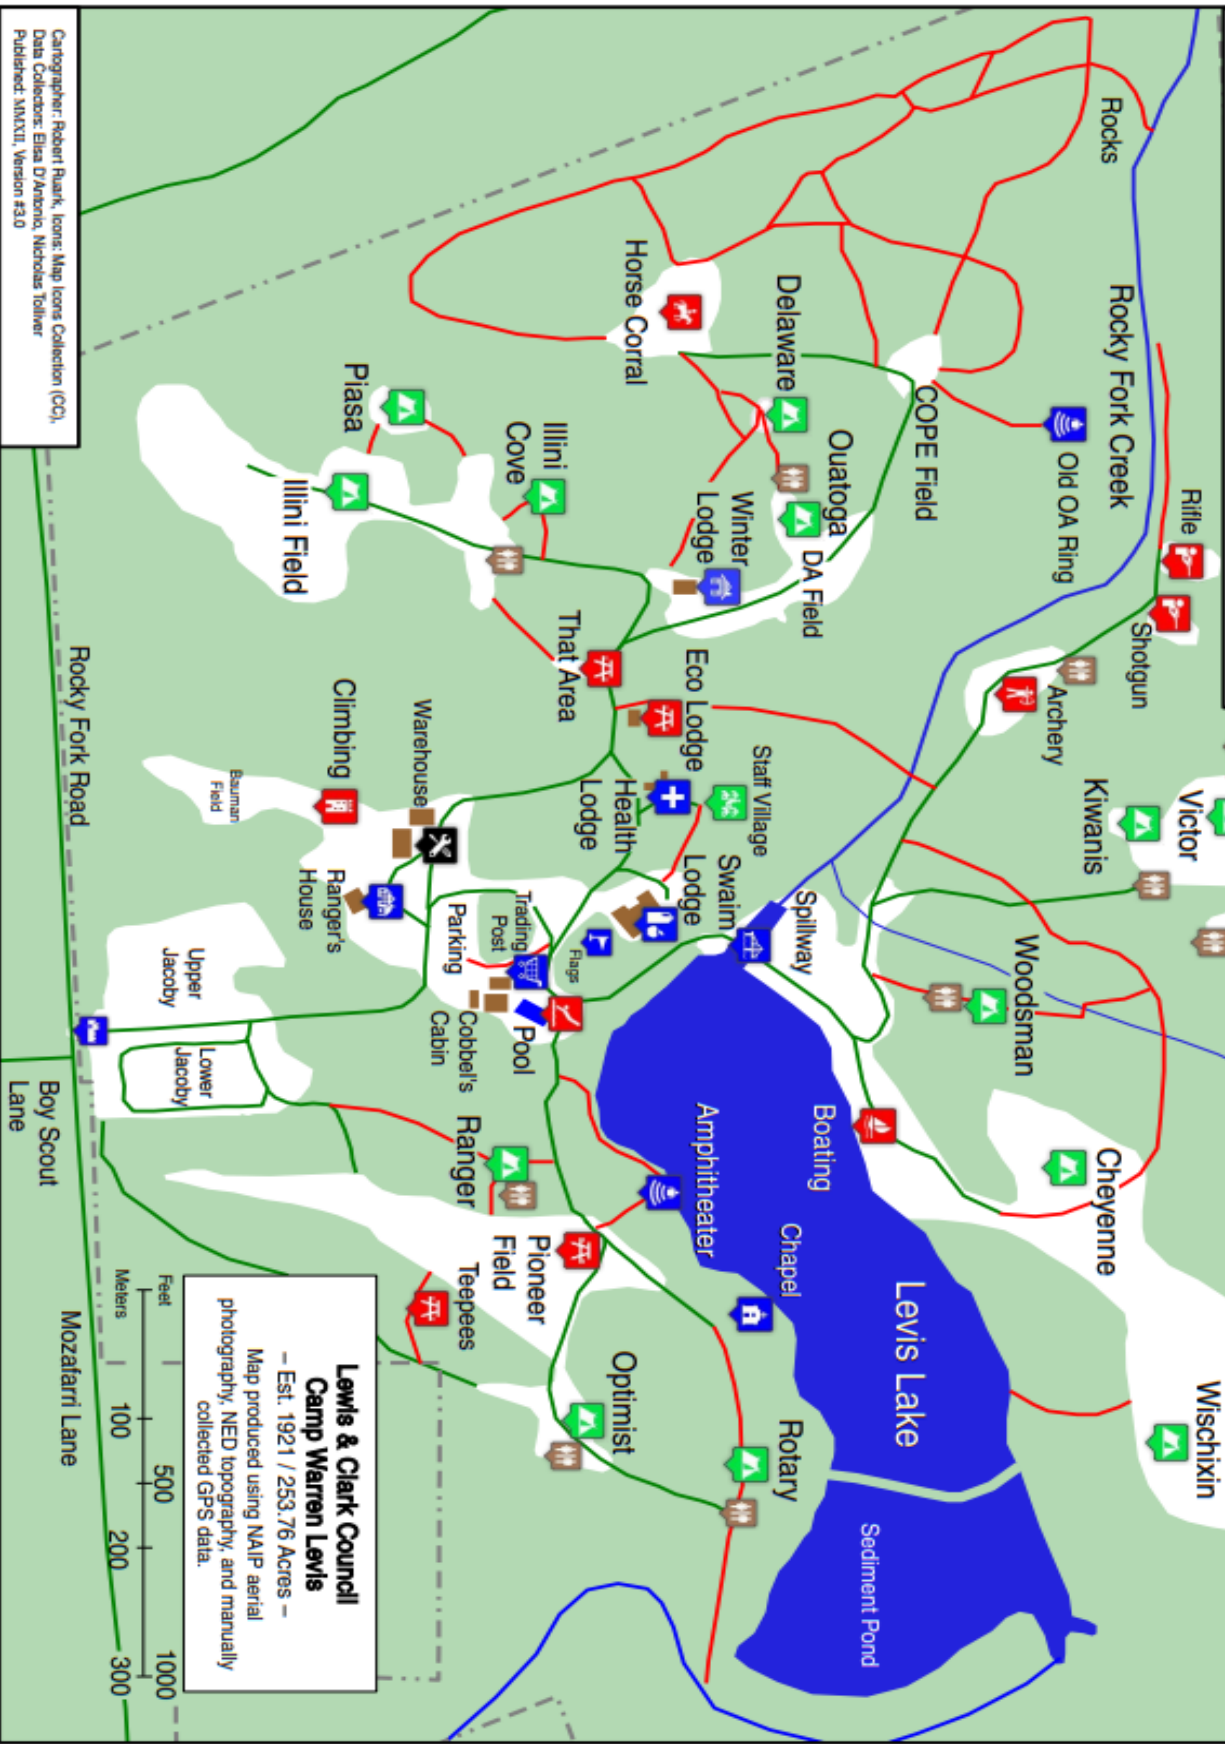 Rocks
Rocky Fork Creek
Rifle
Shotgun
Old OA Ring
Archery
Kiwanis
Victor
Woodsman
Cheyenne
Wischixin
COPE Field
Delaware
Ouatoga
DA Field
Horse Corral
Winter
Lodge
Piasa
Illini
Cove
Illini Field
That Area
Eco Lodge
Staff Village
Health
Lodge
Swaim
Lodge
Spillway
Climbing
Warehouse
Bauman
Field
Ranger's
House
Trading
Post
Parking
Flags
Pool
Cobbel's
Cabin
Boating
Levis Lake
Amphitheater
Chapel
Sediment Pond
Upper
Jacoby
Lower
Jacoby
Ranger
Pioneer
Field
Teepees
Optimist
Rotary
Rocky Fork Road
Boy Scout
Lane
Mozafarri Lane
Feet
500
1000
Meters
100
200
300
Lewis & Clark Council
Camp Warren Levis
– Est. 1921 / 253.76 Acres –
Map produced using NAIP aerial
photography, NED topography, and manually
collected GPS data.
Cartographer: Robert Ruark, Icons: Map Icons Collection (CC),
Data Collectors: Elisa D'Antonio, Nicholas Tolliver
Published: MMXII, Version #3.0